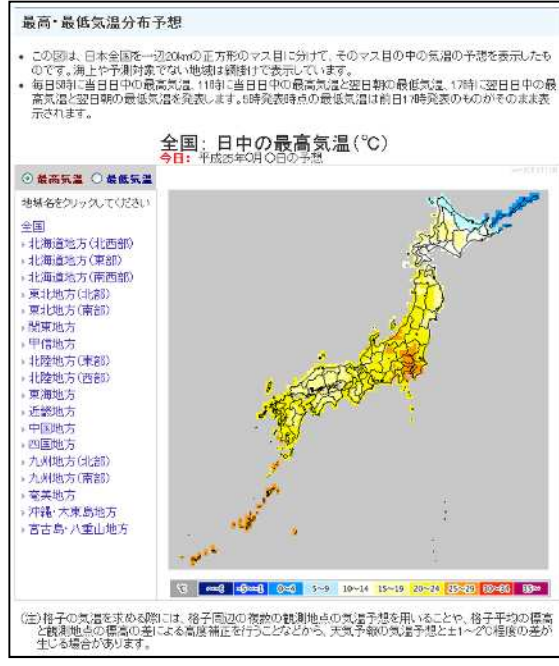 最高・最低気温分布予想
この図は、日本全国を一辺20kmの正方形のマス目に分けて、そのマス目の中の気温の予想を表示したも
のです。海上や予測対象でない地域は網掛けで表示しています。
毎日5時に当日日中の最高気温、11時に当日日中の最高気温と翌日朝の最低気温、17時に翌日日中の最
高気温と翌日朝の最低気温を発表します。5時発表時点の最低気温は前日17時発表のものがそのまま表
示されます。
全国: 日中の最高気温(℃)
今日: 平成25年〇月〇日の予想
最高気温 最低気温
地域名をクリックしてください
全国
北海道地方(北西部)
北海道地方(東部)
北海道地方(南西部)
東北地方(北部)
東北地方(南部)
関東地方
甲信地方
北陸地方(東部)
北陸地方(西部)
東海地方
近畿地方
中国地方
四国地方
九州地方(北部)
九州地方(南部)
奄美地方
沖縄・大東島地方
宮古島・八重山地方
℃ ~-6 -5~-1 0~4 5~9 10~14 15~19 20~24 25~29 30~34 35~
(注)格子の気温を求める際には、格子周辺の複数の観測地点の気温予想を用いることや、格子平均の標高
と観測地点の標高の差による高度補正を行うことなどから、天気予報の気温予想と±1~2℃程度の差が
生じる場合があります。